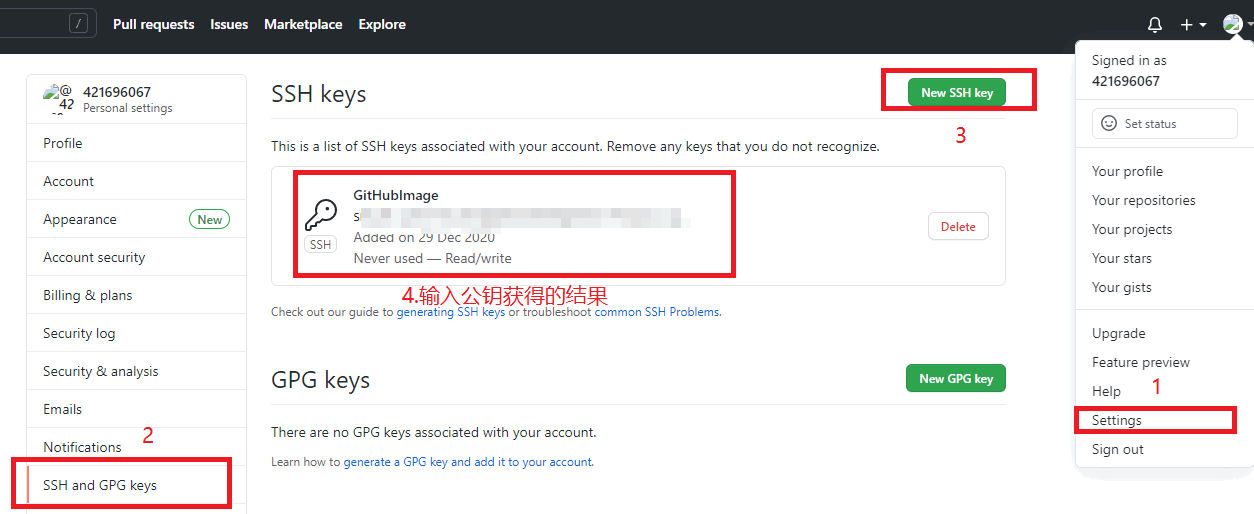 /
Pull requests Issues Marketplace Explore
421696067
Personal settings
Profile
Account
Appearance New
Account security
Billing & plans
Security log
Security & analysis
Emails
Notifications
2
SSH and GPG keys
SSH keys
New SSH key
3
This is a list of SSH keys associated with your account. Remove any keys that you do not recognize.
GitHubImage
SSH
Added on 29 Dec 2020
Never used — Read/write
Delete
4.输入公钥获得的结果
Check out our guide to generating SSH keys or troubleshoot common SSH Problems.
GPG keys
New GPG key
There are no GPG keys associated with your account.
Learn how to generate a GPG key and add it to your account.
Signed in as
421696067
Set status
Your profile
Your repositories
Your projects
Your stars
Your gists
Upgrade
Feature preview
Help
1
Settings
Sign out